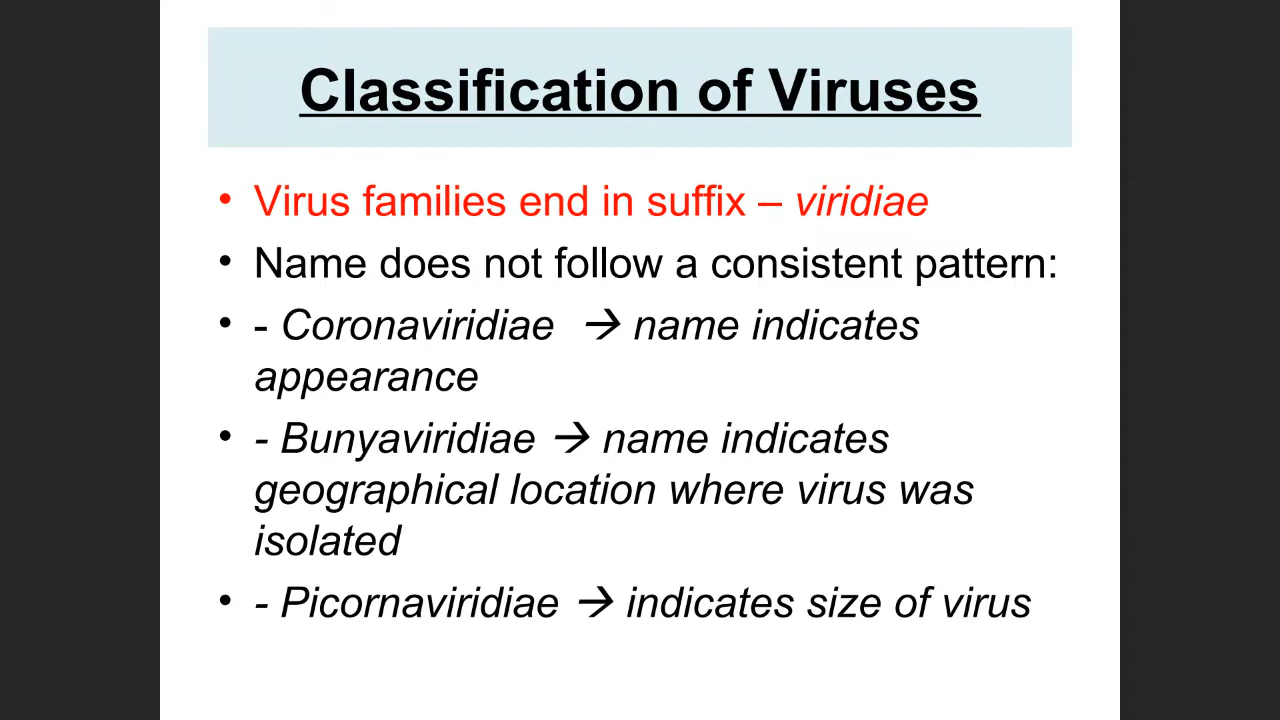 Classification of Viruses
• Virus families end in suffix – viridiae
• Name does not follow a consistent pattern:
• - Coronaviridiae → name indicates
appearance
• - Bunyaviridiae → name indicates
geographical location where virus was
isolated
• - Picornaviridiae → indicates size of virus